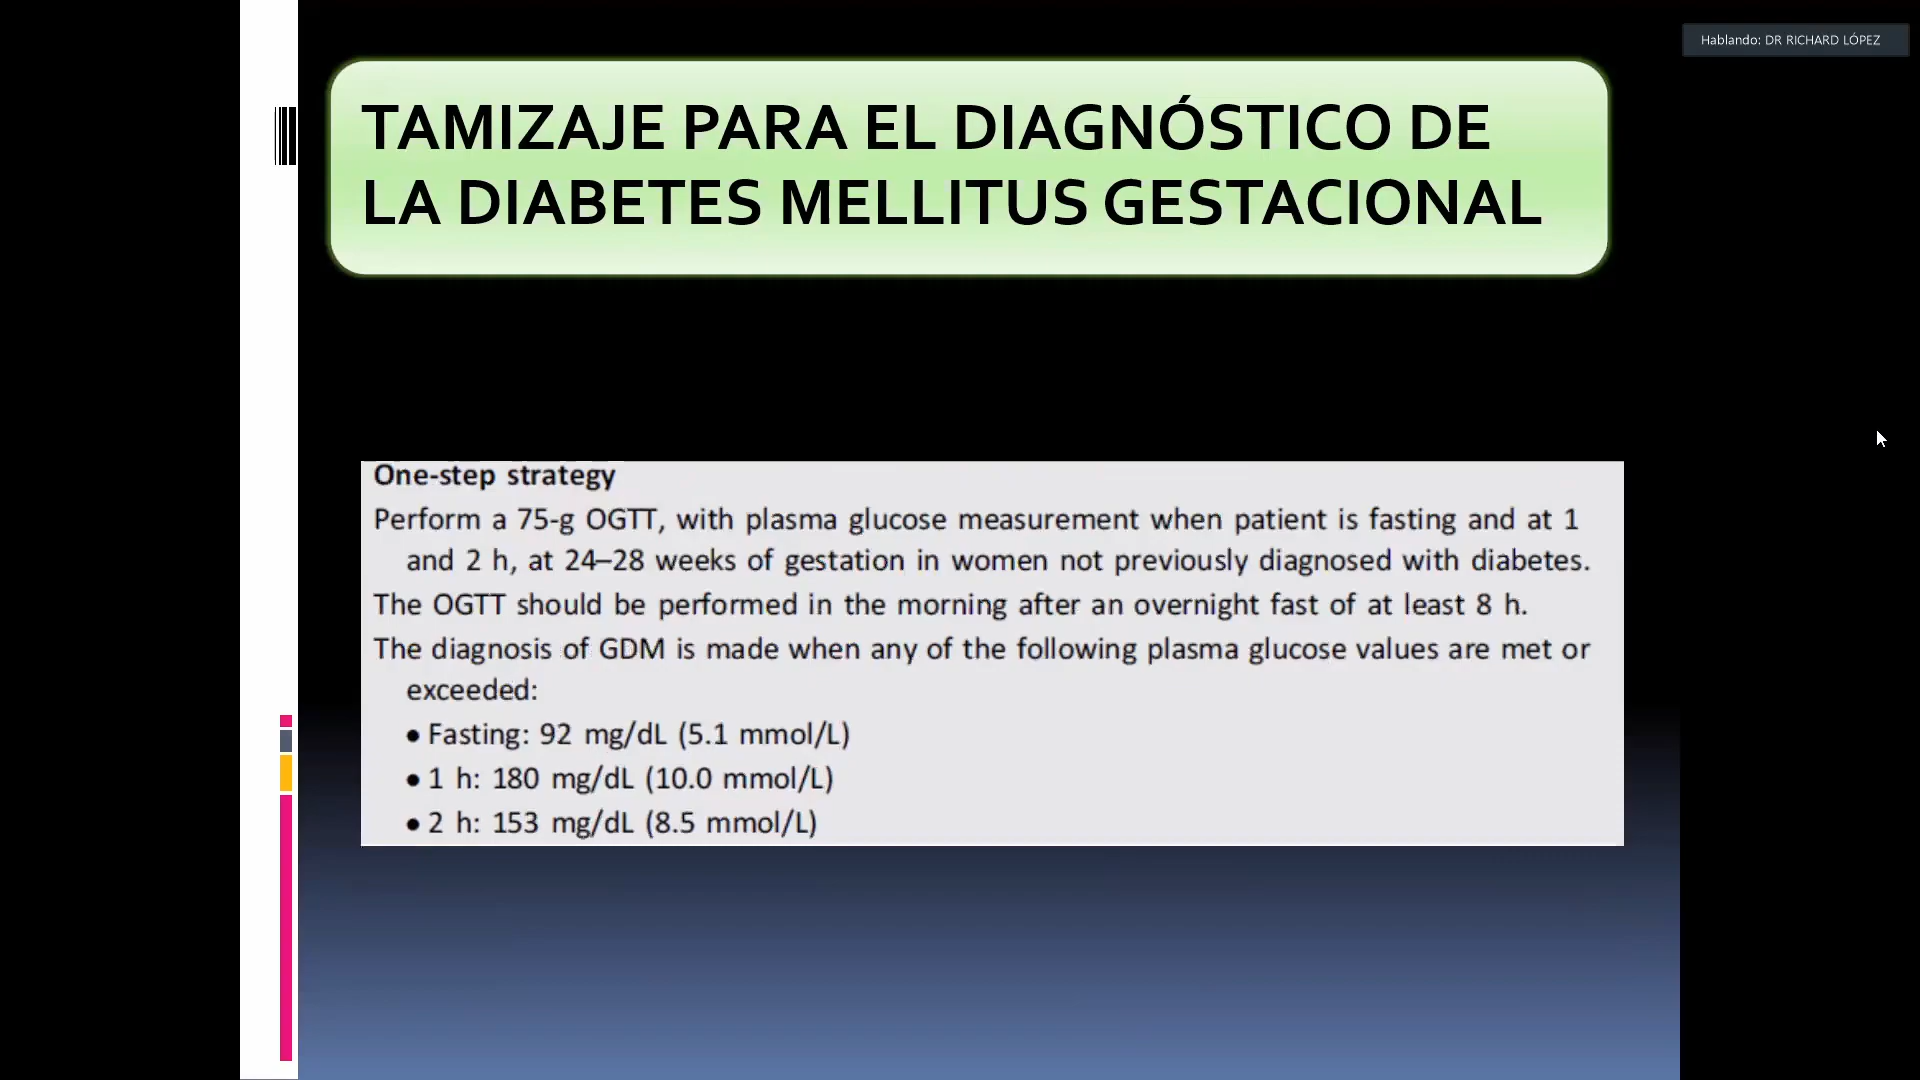 Hablando: DR RICHARD LÓPEZ
TAMIZAJE PARA EL DIAGNÓSTICO DE
LA DIABETES MELLITUS GESTACIONAL
One-step strategy
Perform a 75-g OGTT, with plasma glucose measurement when patient is fasting and at 1
and 2 h, at 24–28 weeks of gestation in women not previously diagnosed with diabetes.
The OGTT should be performed in the morning after an overnight fast of at least 8 h.
The diagnosis of GDM is made when any of the following plasma glucose values are met or
exceeded:
• Fasting: 92 mg/dL (5.1 mmol/L)
• 1 h: 180 mg/dL (10.0 mmol/L)
• 2 h: 153 mg/dL (8.5 mmol/L)